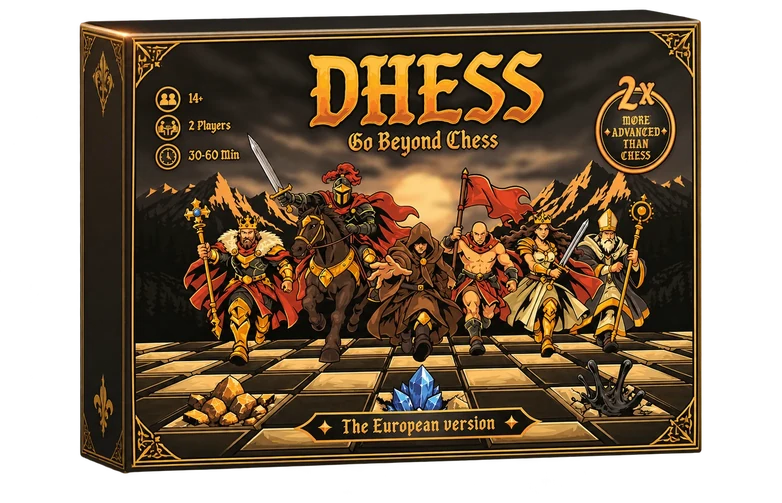 DHESS
Go Beyond Chess
14+
2 Players
30-60 Min
2x
MORE
ADVANCED
THAN
CHESS
The European version